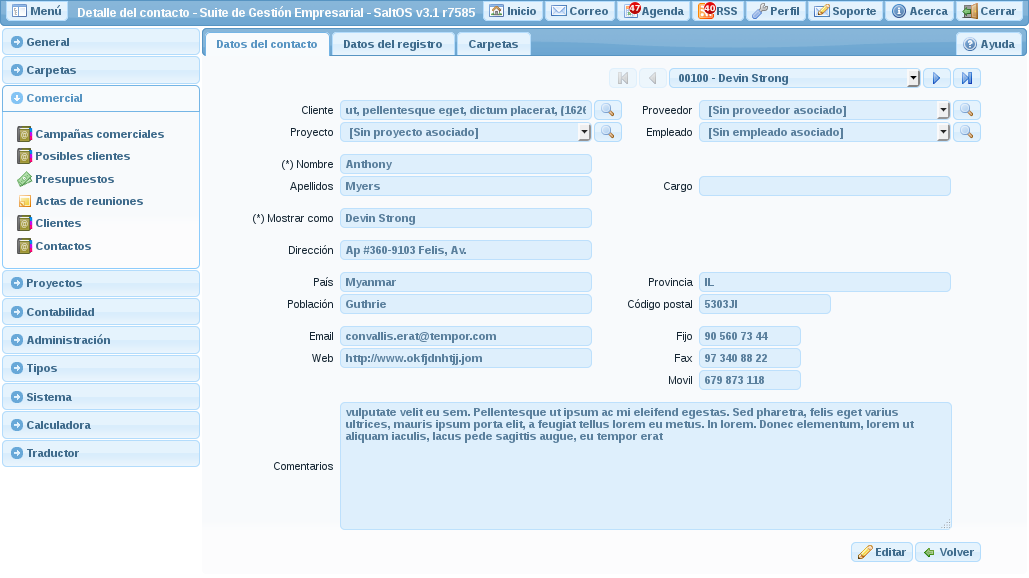 Menú
Detalle del contacto - Suite de Gestión Empresarial - SaltOS v3.1 r7585
Inicio
Correo
47
Agenda
40
RSS
Perfil
Soporte
Acerca
Cerrar
General
Carpetas
Comercial
Campañas comerciales
Posibles clientes
Presupuestos
Actas de reuniones
Clientes
Contactos
Proyectos
Contabilidad
Administración
Tipos
Sistema
Calculadora
Traductor
Datos del contacto
Datos del registro
Carpetas
Ayuda
00100 - Devin Strong
Cliente ut, pellentesque eget, dictum placerat, [1626
Proveedor [Sin proveedor asociado]
Proyecto [Sin proyecto asociado]
Empleado [Sin empleado asociado]
(*) Nombre Anthony
Apellidos Myers
Cargo
(*) Mostrar como Devin Strong
Dirección Ap #360-9103 Felis, Av.
País Myanmar
Provincia IL
Población Guthrie
Código postal 5303JI
Email convallis.erat@tempor.com
Fijo 90 560 73 44
Web http://www.okfjdnhtjj.jom
Fax 97 340 88 22
Movil 679 873 118
Comentarios
vulputate velit eu sem. Pellentesque ut ipsum ac mi eleifend egestas. Sed pharetra, felis eget varius
ultrices, mauris ipsum porta elit, a feugiat tellus lorem eu metus. In lorem. Donec elementum, lorem ut
aliquam iaculis, lacus pede sagittis augue, eu tempor erat
Editar
Volver